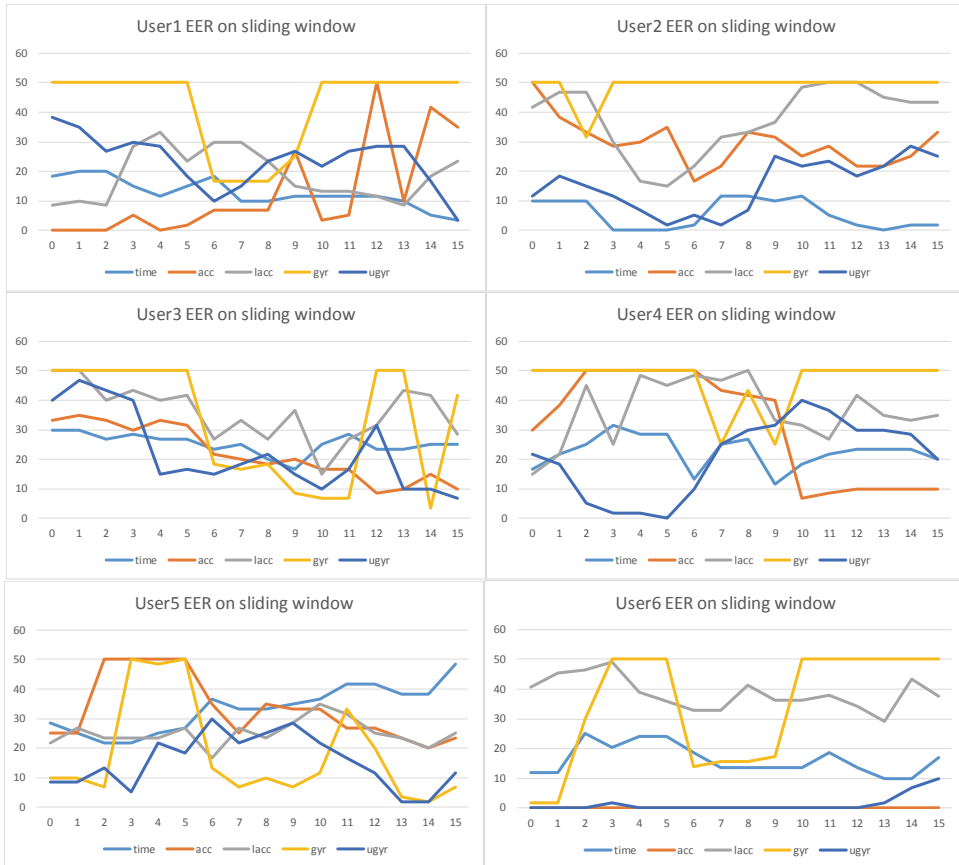 User1 EER on sliding window
60
50
40
30
20
10
0
0 1 2 3 4 5 6 7 8 9 10 11 12 13 14 15
time acc lacc gyr ugyr
User2 EER on sliding window
60
50
40
30
20
10
0
0 1 2 3 4 5 6 7 8 9 10 11 12 13 14 15
time acc lacc gyr ugyr
User3 EER on sliding window
60
50
40
30
20
10
0
0 1 2 3 4 5 6 7 8 9 10 11 12 13 14 15
time acc lacc gyr ugyr
User4 EER on sliding window
60
50
40
30
20
10
0
0 1 2 3 4 5 6 7 8 9 10 11 12 13 14 15
time acc lacc gyr ugyr
User5 EER on sliding window
60
50
40
30
20
10
0
0 1 2 3 4 5 6 7 8 9 10 11 12 13 14 15
time acc lacc gyr ugyr
User6 EER on sliding window
60
50
40
30
20
10
0
0 1 2 3 4 5 6 7 8 9 10 11 12 13 14 15
time acc lacc gyr ugyr